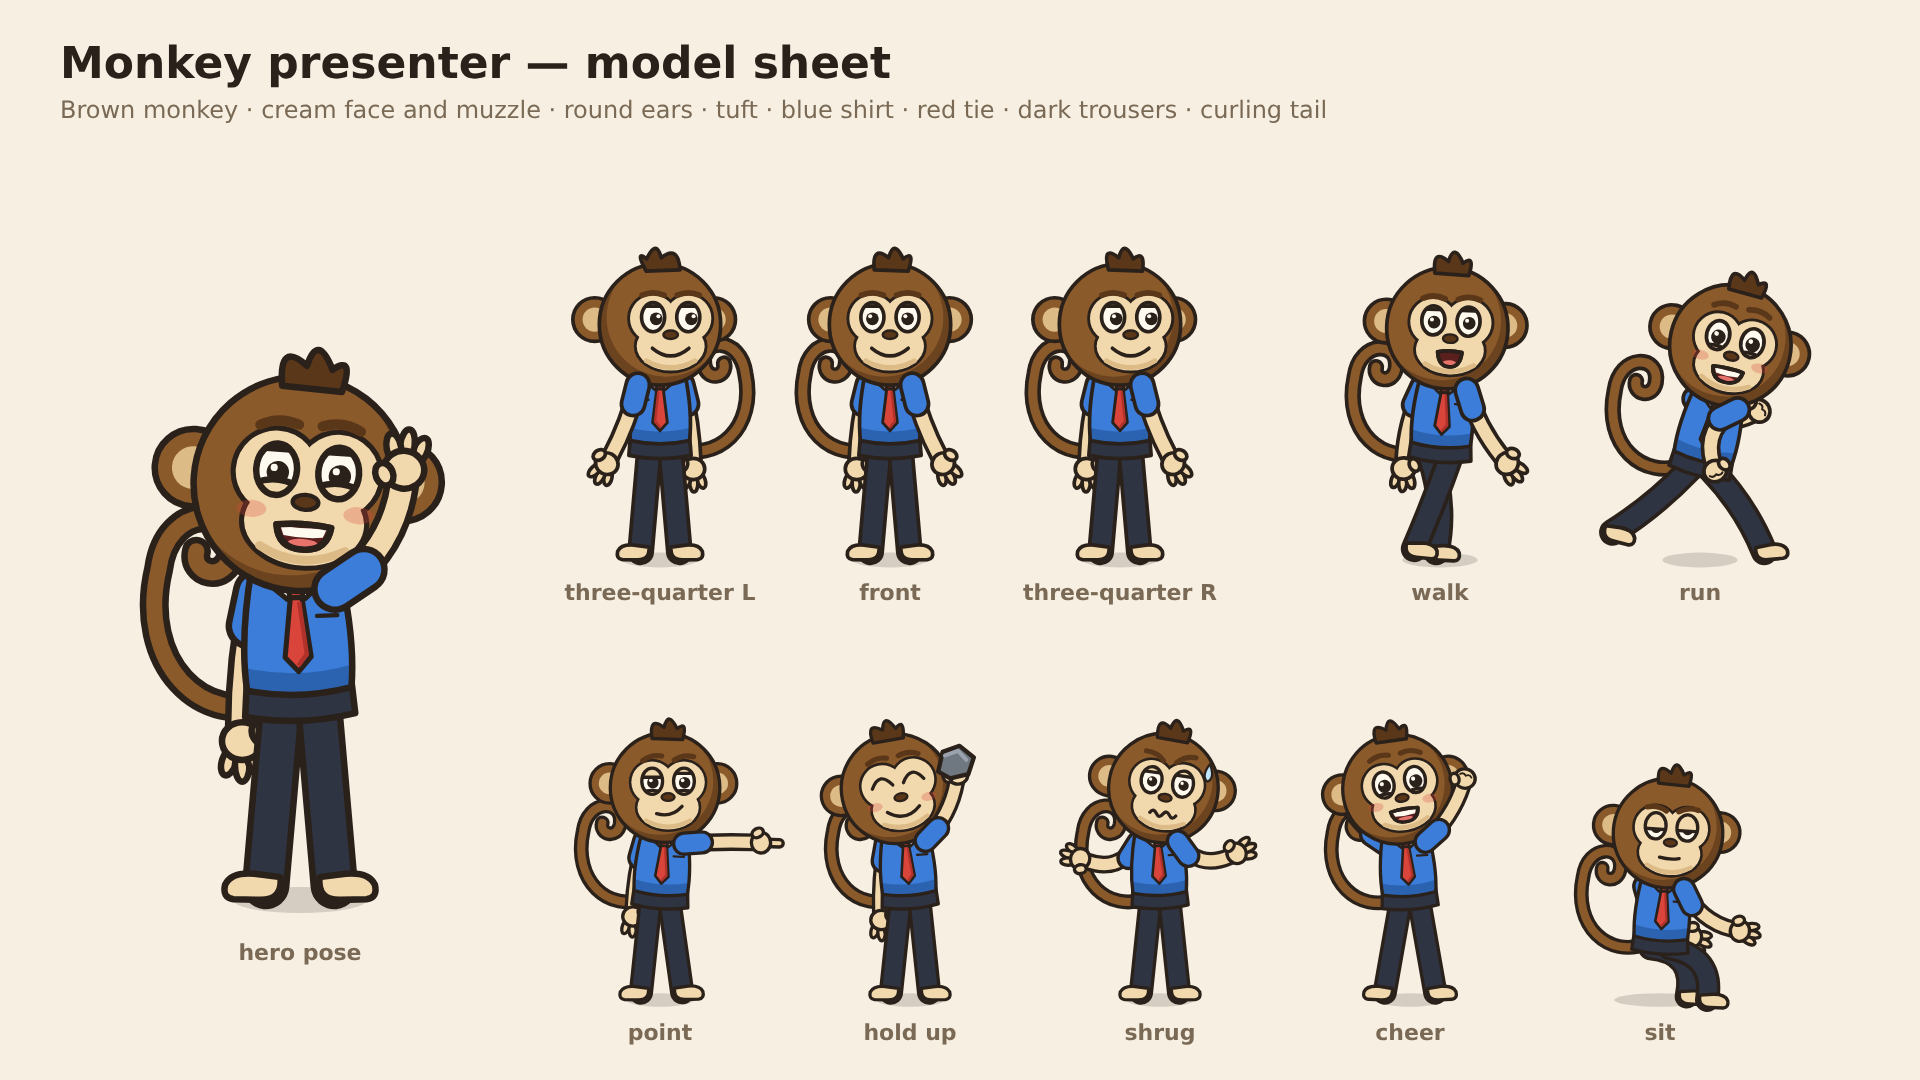 Monkey presenter — model sheet
Brown monkey · cream face and muzzle · round ears · tuft · blue shirt · red tie · dark trousers · curling tail
three-quarter L
front
three-quarter R
walk
run
hero pose
point
hold up
shrug
cheer
sit